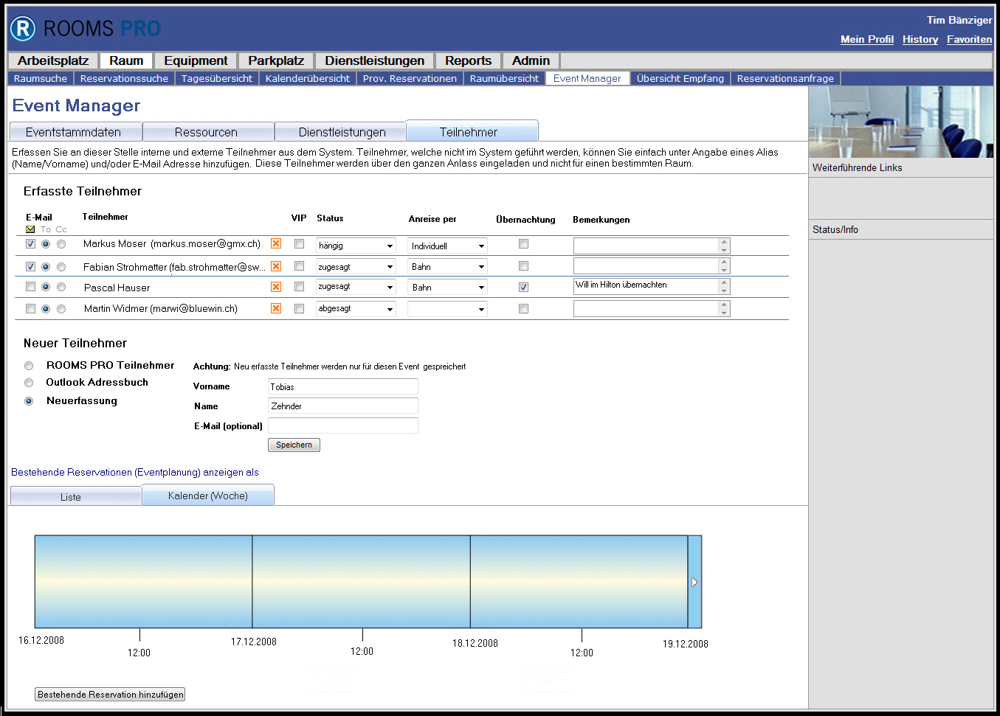 R ROOMS PRO
Tim Bänziger
Mein Profil History Favoriten
Arbeitsplatz Raum Equipment Parkplatz Dienstleistungen Reports Admin
Raumsuche Reservationssuche Tagesübersicht Kalenderübersicht Prov. Reservationen Raumübersicht Event Manager Übersicht Empfang Reservationsanfrage
Event Manager
Eventstammdaten Ressourcen Dienstleistungen Teilnehmer
Erfassen Sie an dieser Stelle interne und externe Teilnehmer aus dem System. Teilnehmer, welche nicht im System geführt werden, können Sie einfach unter Angabe eines Alias
(Name/Vorname) und/oder E-Mail Adresse hinzufügen. Diese Teilnehmer werden über den ganzen Anlass eingeladen und nicht für einen bestimmten Raum.
Weiterführende Links
Status/Info
Erfasste Teilnehmer
E-Mail Teilnehmer VIP Status Anreise per Übernachtung Bemerkungen
To Cc
Markus Moser (markus.moser@gmx.ch) hängig Individuell
Fabian Strohmatter (fab.strohmatter@sw... zugesagt Bahn
Pascal Hauser zugesagt Bahn Will im Hilton übernachten
Martin Widmer (marwi@bluewin.ch) abgesagt
Neuer Teilnehmer
ROOMS PRO Teilnehmer Achtung: Neu erfasste Teilnehmer werden nur für diesen Event gespreichert
Outlook Adressbuch Vorname Tobias
Neuerfassung Name Zehnder
E-Mail (optional)
Speichern
Bestehende Reservationen (Eventplanung) anzeigen als
Liste Kalender (Woche)
16.12.2008 12:00 17.12.2008 12:00 18.12.2008 12:00 19.12.2008
Bestehende Reservation hinzufügen